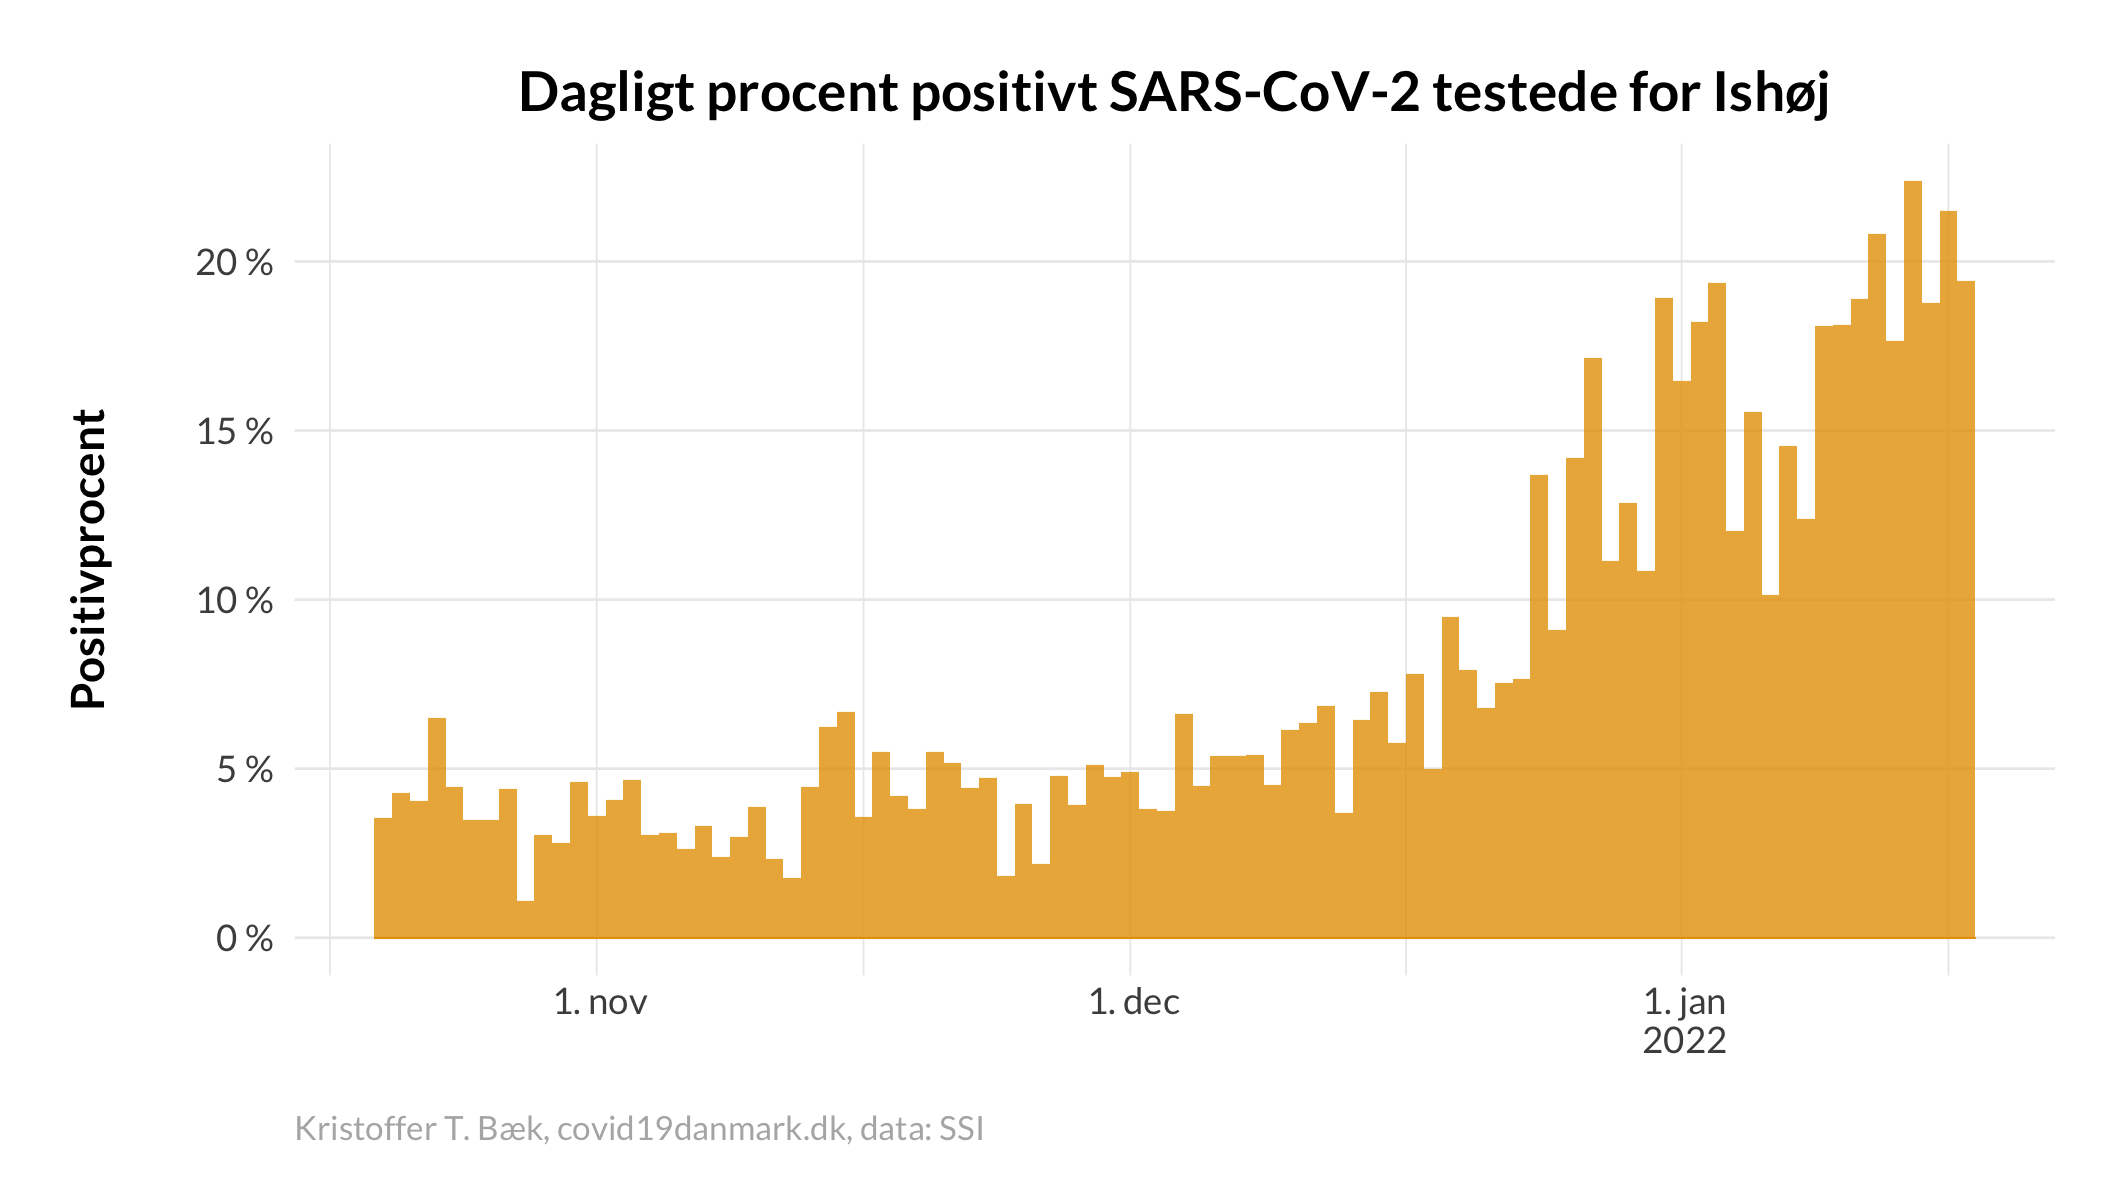 Dagligt procent positivt SARS-CoV-2 testede for Ishøj
Positivprocent
20 %
15 %
10 %
5 %
0 %
1. nov
1. dec
1. jan
2022
Kristoffer T. Bæk, covid19danmark.dk, data: SSI